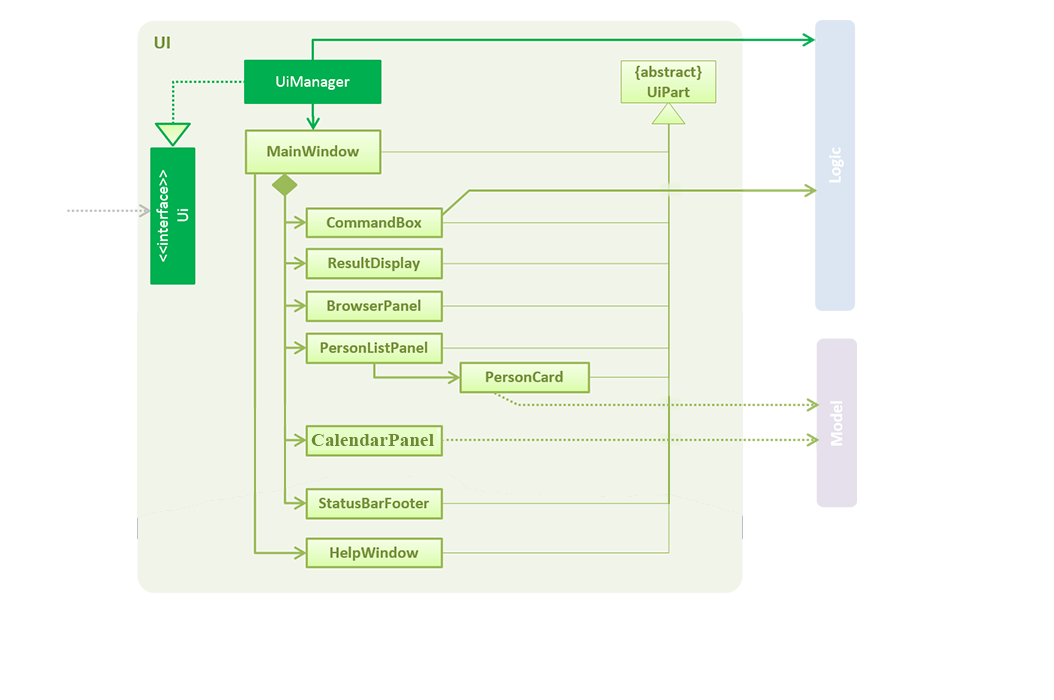 UI
UiManager
{abstract}
UiPart
MainWindow
Logic
<<interface>>
Ui
CommandBox
ResultDisplay
BrowserPanel
PersonListPanel
PersonCard
Model
CalendarPanel
StatusBarFooter
HelpWindow